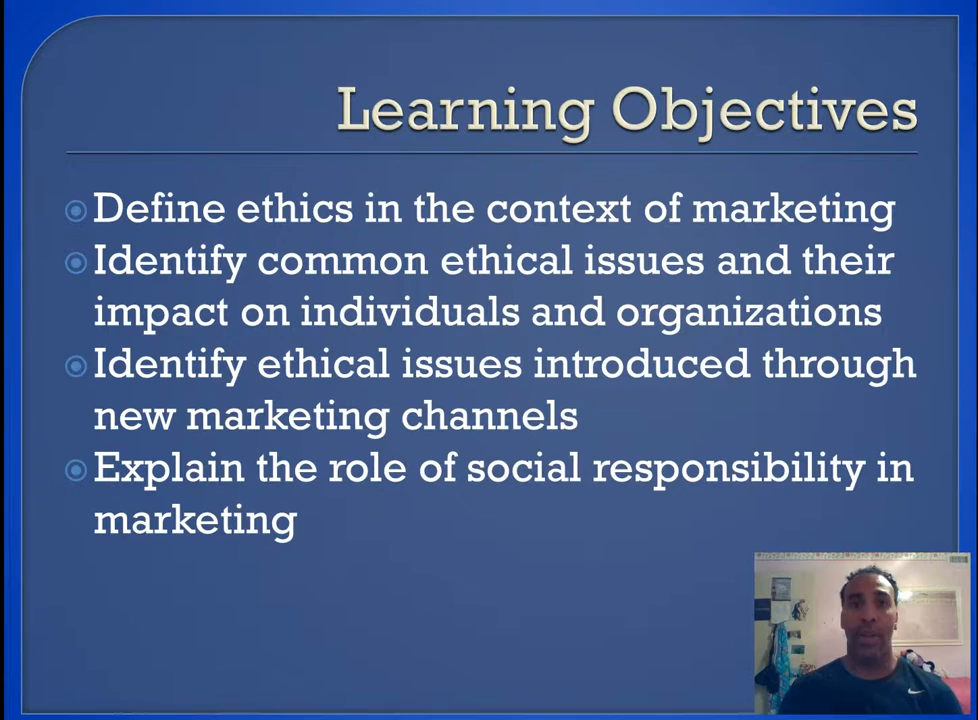 Learning Objectives
Define ethics in the context of marketing
Identify common ethical issues and their
impact on individuals and organizations
Identify ethical issues introduced through
new marketing channels
Explain the role of social responsibility in
marketing